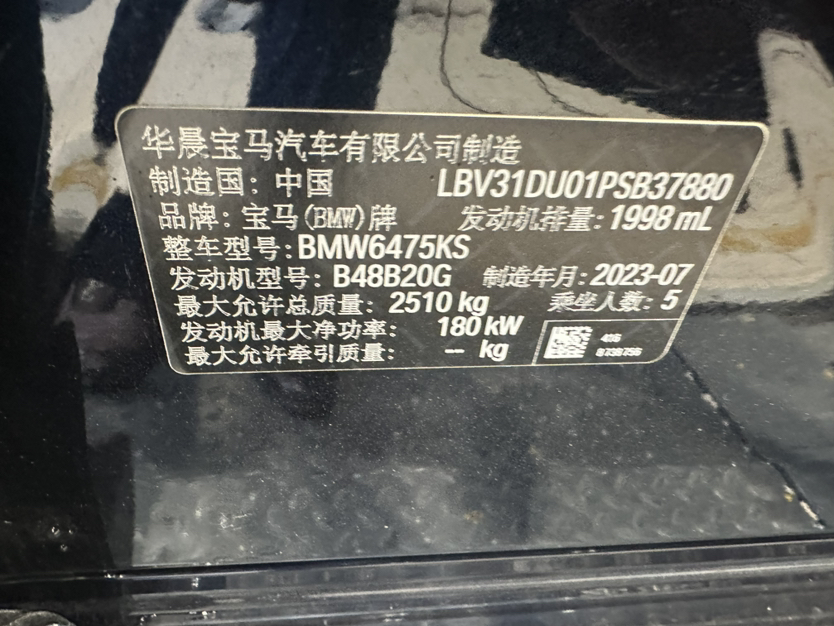 华晨宝马汽车有限公司制造
制造国：中国 LBV31DU01PSB37880
品牌：宝马(BMW)牌 发动机排量：1998 mL
整车型号：BMW6475KS
发动机型号：B48B20G 制造年月：2023-07
最大允许总质量：2510 kg 乘坐人数：5
发动机最大净功率：180 kW
最大允许牵引质量：-- kg